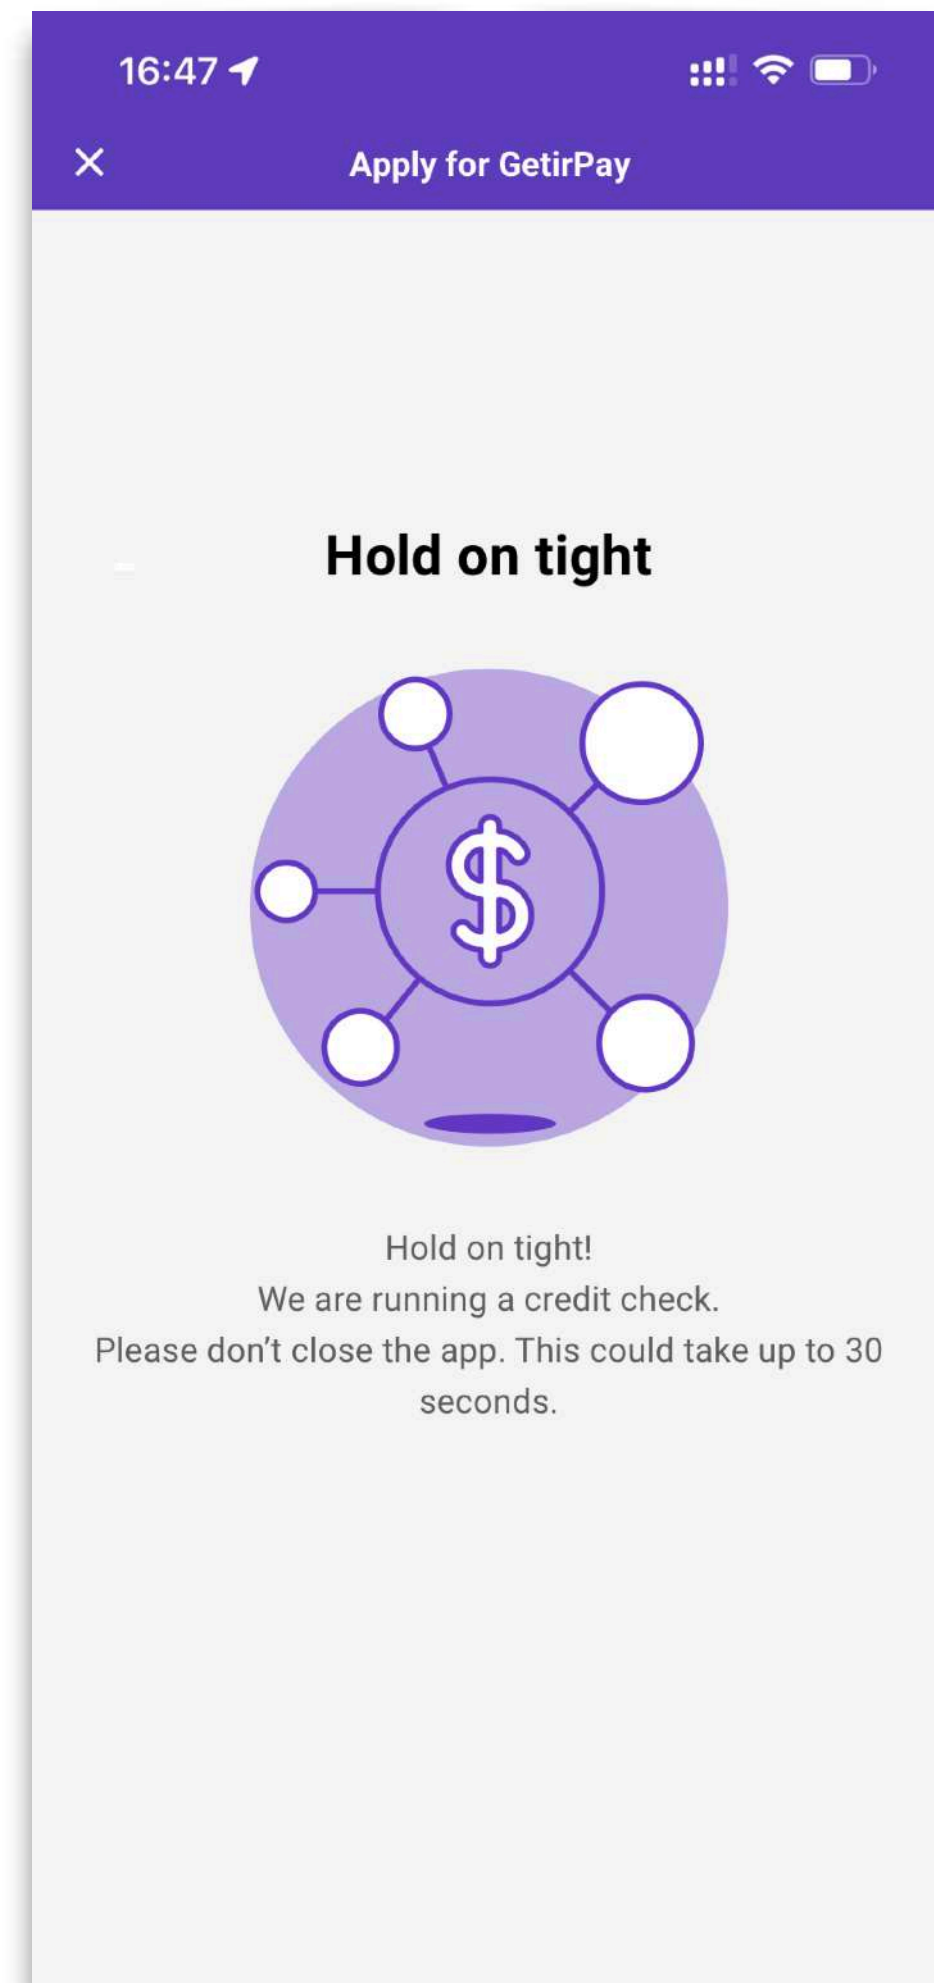 16:47
Apply for GetirPay
Hold on tight
$
Hold on tight!
We are running a credit check.
Please don’t close the app. This could take up to 30
seconds.